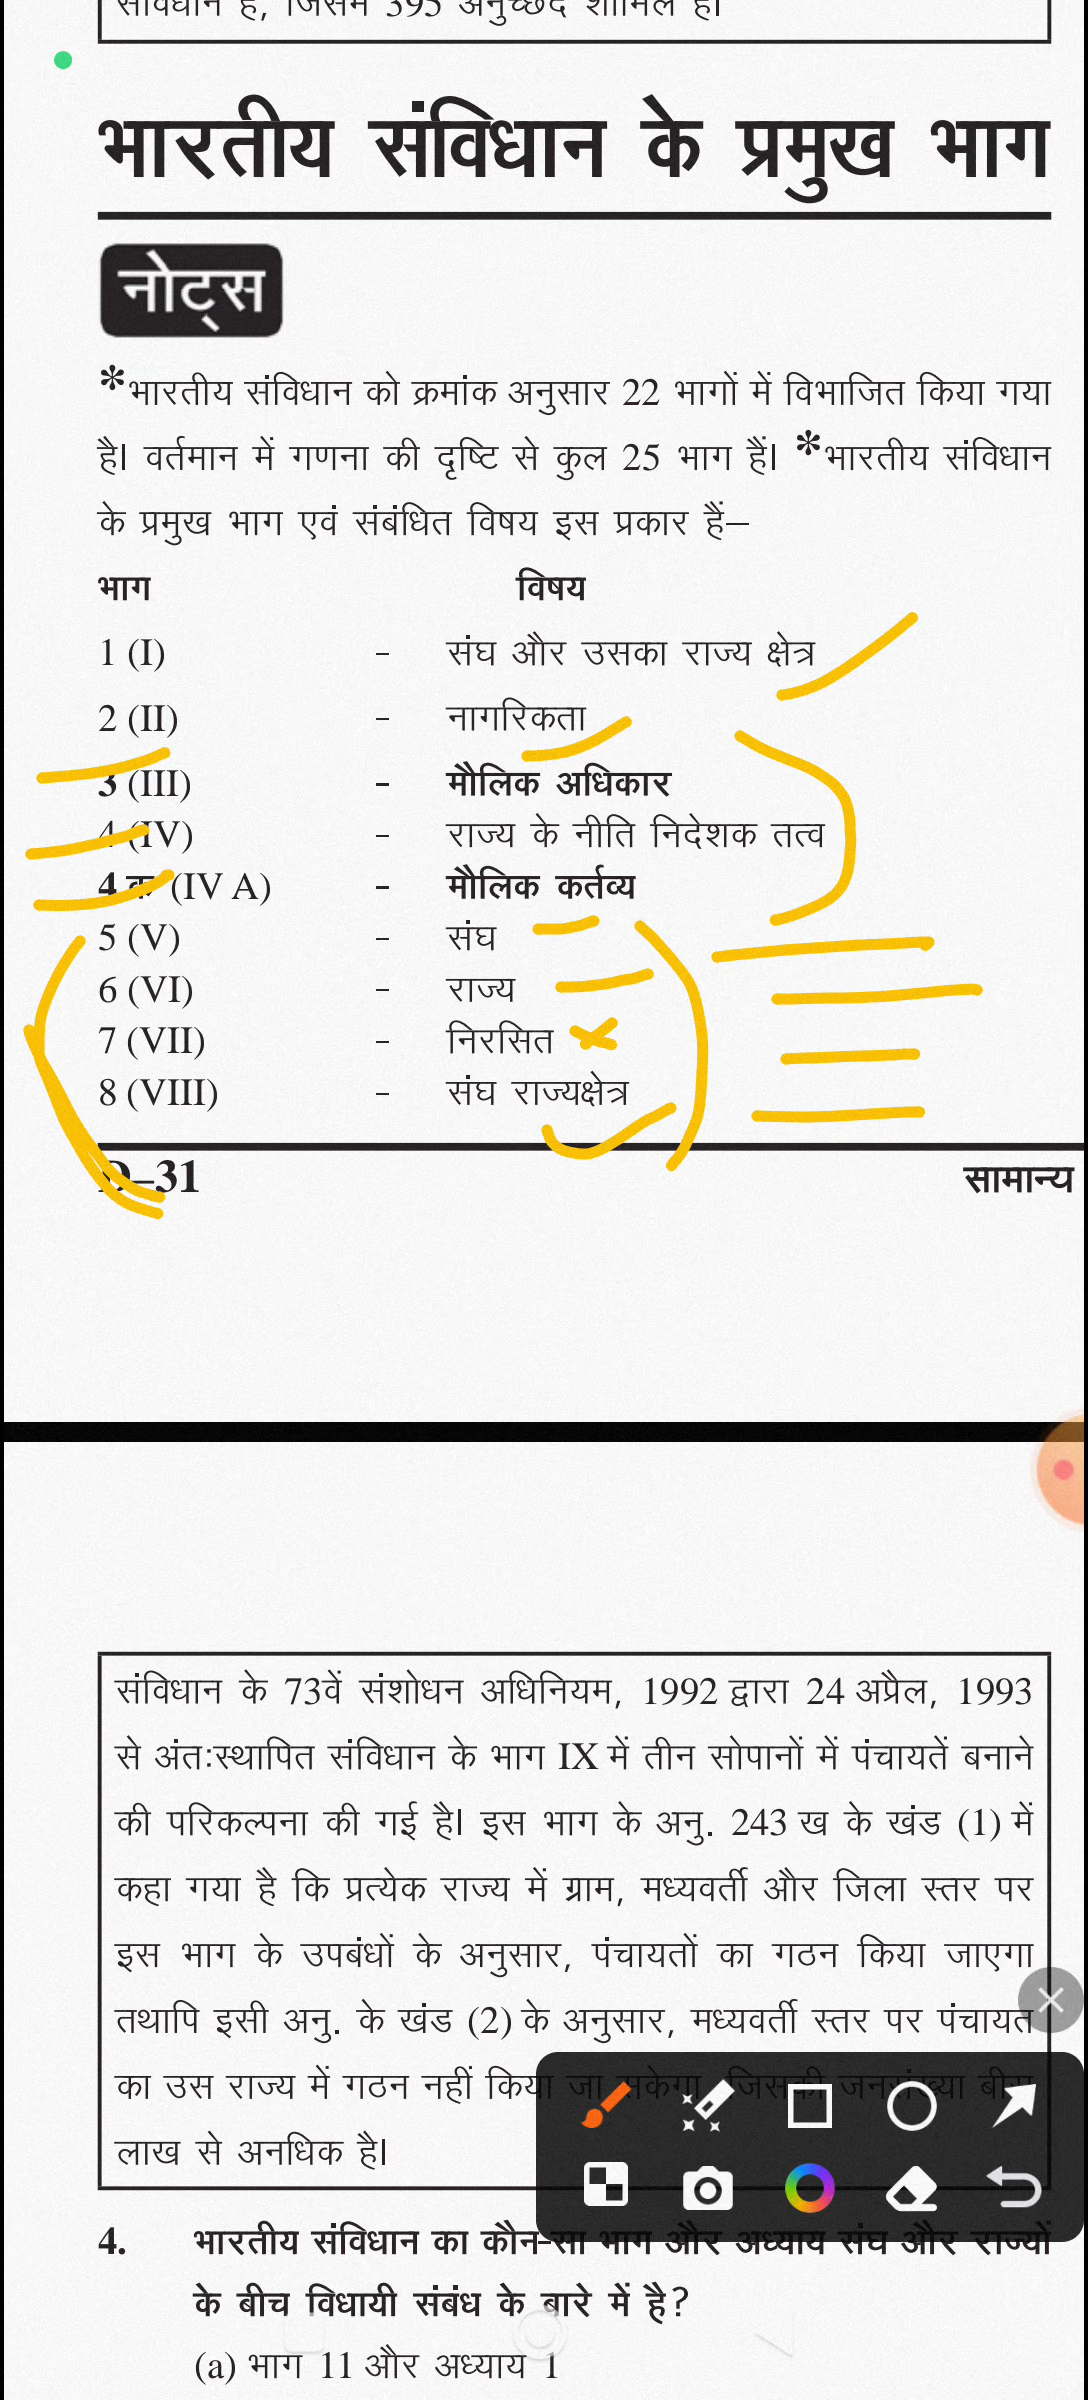 संविधान है, जिसमें 395 अनुच्छेद शामिल हैं।
भारतीय संविधान के प्रमुख भाग
नोट्स
*भारतीय संविधान को क्रमांक अनुसार 22 भागों में विभाजित किया गया
है। वर्तमान में गणना की दृष्टि से कुल 25 भाग हैं। *भारतीय संविधान
के प्रमुख भाग एवं संबंधित विषय इस प्रकार हैं–
भाग विषय
1 (I) - संघ और उसका राज्य क्षेत्र
2 (II) - नागरिकता
3 (III) - मौलिक अधिकार
4 (IV) - राज्य के नीति निदेशक तत्व
4 क (IV A) - मौलिक कर्तव्य
5 (V) - संघ
6 (VI) - राज्य
7 (VII) - निरसित
8 (VIII) - संघ राज्यक्षेत्र
D–31 सामान्य
संविधान के 73वें संशोधन अधिनियम, 1992 द्वारा 24 अप्रैल, 1993
से अंतःस्थापित संविधान के भाग IX में तीन सोपानों में पंचायतें बनाने
की परिकल्पना की गई है। इस भाग के अनु. 243 ख के खंड (1) में
कहा गया है कि प्रत्येक राज्य में ग्राम, मध्यवर्ती और जिला स्तर पर
इस भाग के उपबंधों के अनुसार, पंचायतों का गठन किया जाएगा
तथापि इसी अनु. के खंड (2) के अनुसार, मध्यवर्ती स्तर पर पंचायत
का उस राज्य में गठन नहीं किया जा सकेगा, जिसकी जनसंख्या बीस
लाख से अनधिक है।
4. भारतीय संविधान का कौन-सा भाग और अध्याय संघ और राज्यों
के बीच विधायी संबंध के बारे में है?
(a) भाग 11 और अध्याय 1